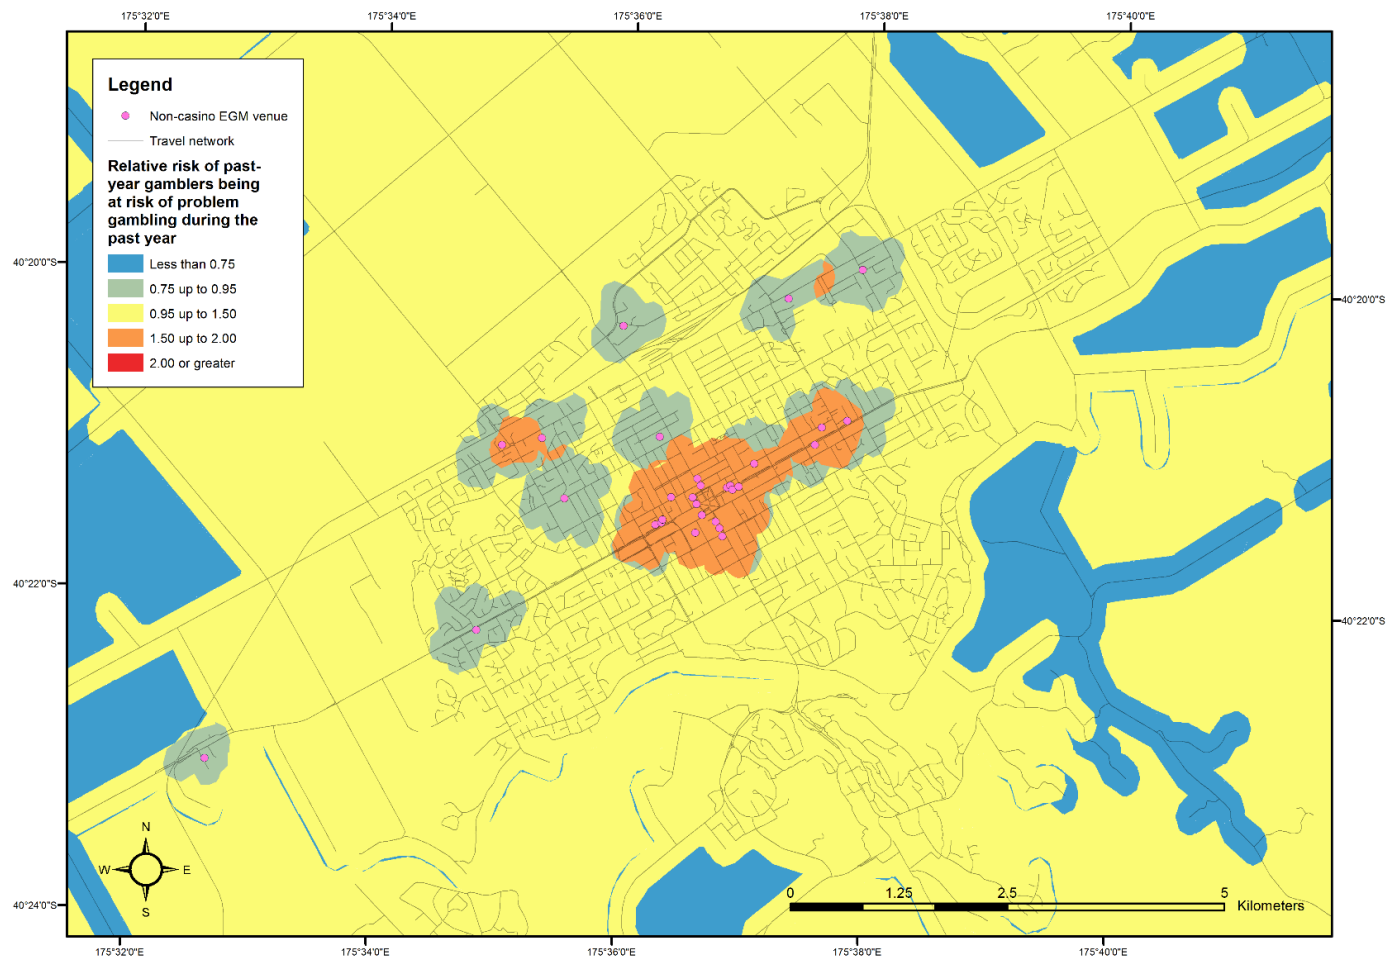 175°32'0"E 175°34'0"E 175°36'0"E 175°38'0"E 175°40'0"E
Legend
Non-casino EGM venue
Travel network
Relative risk of past-
year gamblers being
at risk of problem
gambling during the
past year
Less than 0.75
0.75 up to 0.95
0.95 up to 1.50
1.50 up to 2.00
2.00 or greater
40°20'0"S
40°20'0"S
40°22'0"S
40°22'0"S
N
W E
S
0 1.25 2.5 5
Kilometers
40°24'0"S
175°32'0"E 175°34'0"E 175°36'0"E 175°38'0"E 175°40'0"E